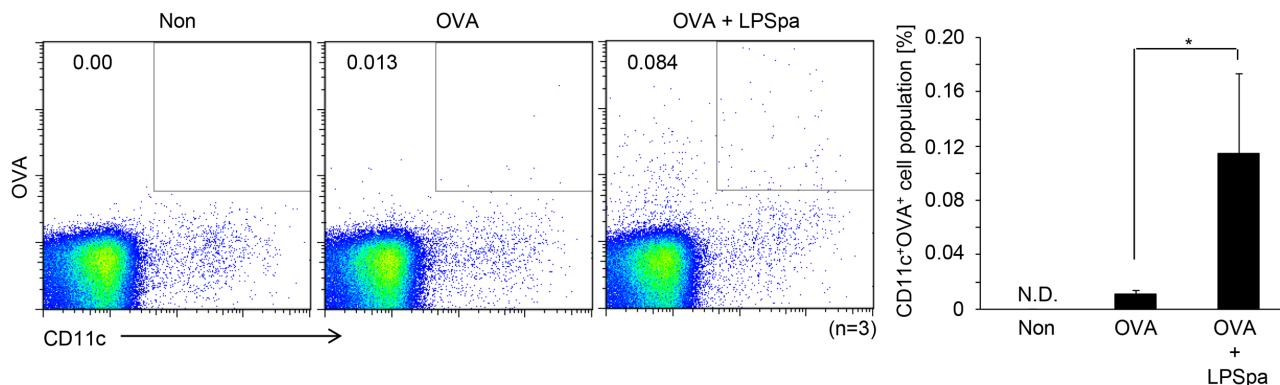 Non
OVA
OVA + LPSpa
0.00
0.013
0.084
OVA
CD11c
(n=3)
CD11c⁺OVA⁺ cell population [%]
0.20
0.16
0.12
0.08
0.04
0
*
N.D.
Non
OVA
OVA
+
LPSpa